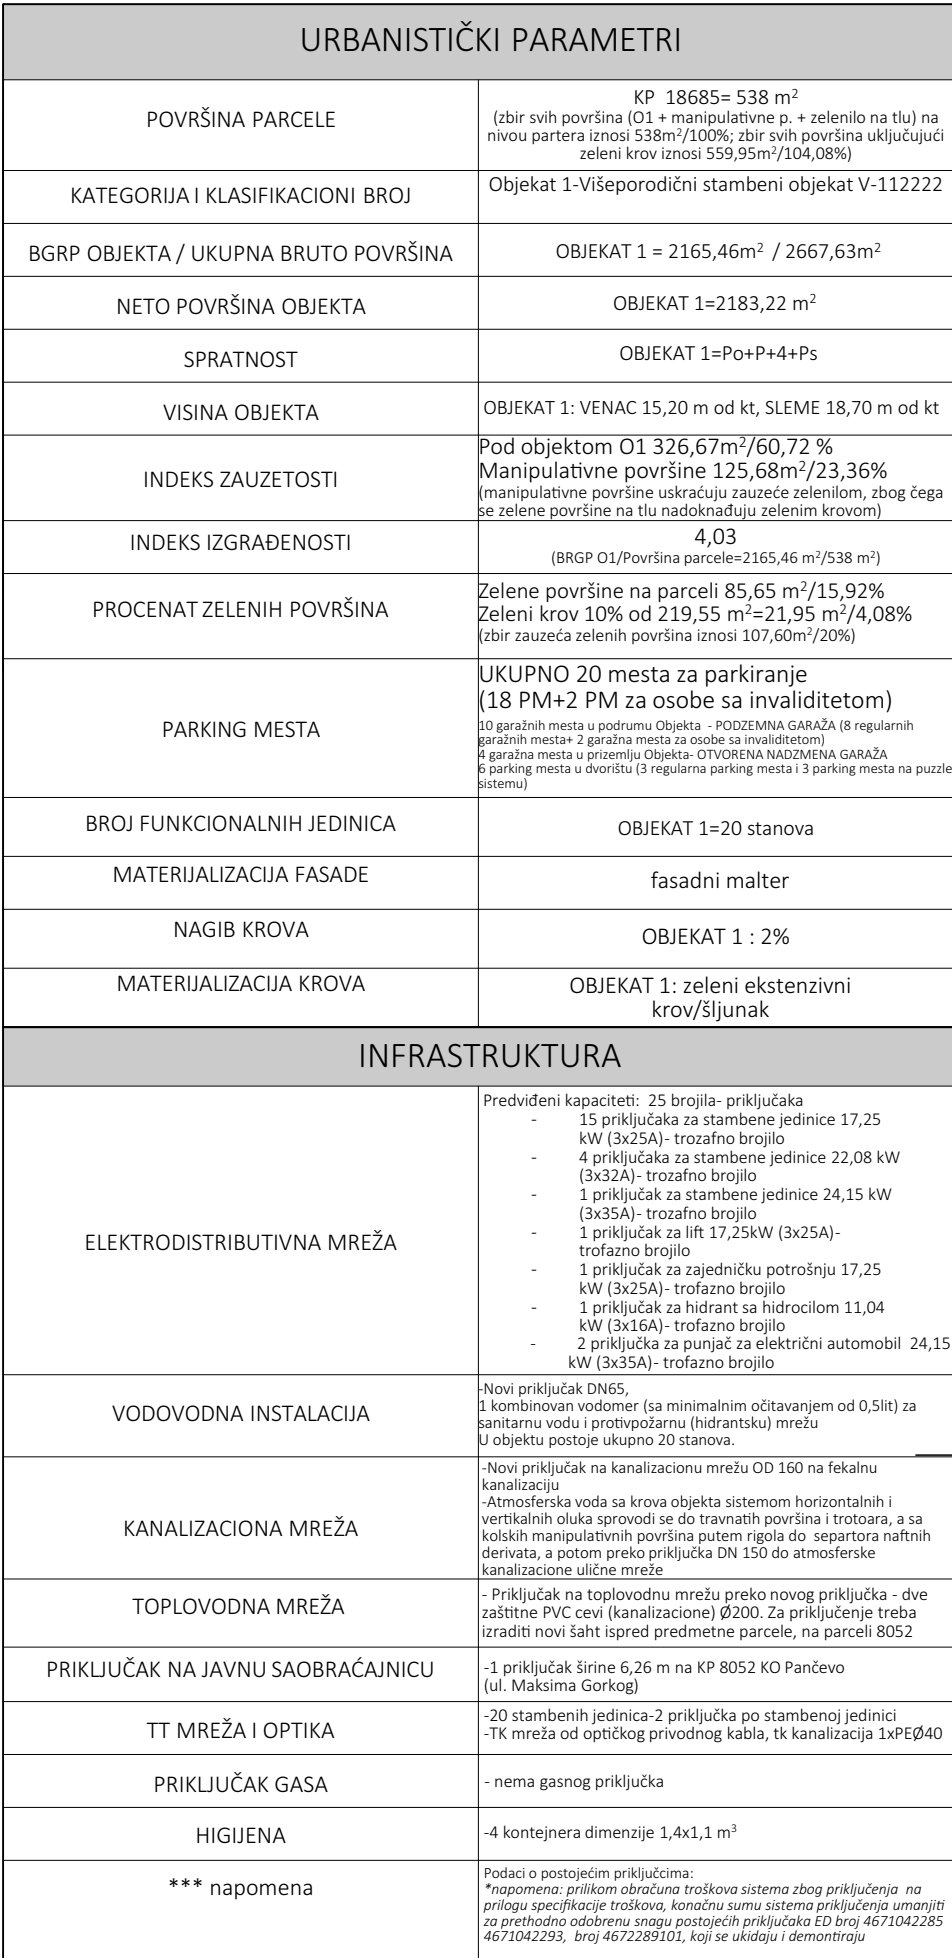 URBANISTIČKI PARAMETRI
POVRŠINA PARCELE
KP 18685= 538 m²
(zbir svih površina (O1 + manipulativne p. + zelenilo na tlu) na
nivou partera iznosi 538m²/100%; zbir svih površina uključujući
zeleni krov iznosi 559,95m²/104,08%)
KATEGORIJA I KLASIFIKACIONI BROJ
Objekat 1-Višeporodični stambeni objekat V-112222
BGRP OBJEKTA / UKUPNA BRUTO POVRŠINA
OBJEKAT 1 = 2165,46m² / 2667,63m²
NETO POVRŠINA OBJEKTA
OBJEKAT 1=2183,22 m²
SPRATNOST
OBJEKAT 1=Po+P+4+Ps
VISINA OBJEKTA
OBJEKAT 1: VENAC 15,20 m od kt, SLEME 18,70 m od kt
INDEKS ZAUZETOSTI
Pod objektom O1 326,67m²/60,72 %
Manipulativne površine 125,68m²/23,36%
(manipulativne površine uskraćuju zauzeće zelenilom, zbog čega
se zelene površine na tlu nadoknađuju zelenim krovom)
INDEKS IZGRAĐENOSTI
4,03
(BRGP O1/Površina parcele=2165,46 m²/538 m²)
PROCENAT ZELENIH POVRŠINA
Zelene površine na parceli 85,65 m²/15,92%
Zeleni krov 10% od 219,55 m²=21,95 m²/4,08%
(zbir zauzeća zelenih površina iznosi 107,60m²/20%)
PARKING MESTA
UKUPNO 20 mesta za parkiranje
(18 PM+2 PM za osobe sa invaliditetom)
10 garažnih mesta u podrumu Objekta - PODZEMNA GARAŽA (8 regularnih
garažnih mesta+ 2 garažna mesta za osobe sa invaliditetom)
4 garažna mesta u prizemlju Objekta- OTVORENA NADZMENA GARAŽA
6 parking mesta u dvorištu (3 regularna parking mesta i 3 parking mesta na puzzle
sistemu)
BROJ FUNKCIONALNIH JEDINICA
OBJEKAT 1=20 stanova
MATERIJALIZACIJA FASADE
fasadni malter
NAGIB KROVA
OBJEKAT 1 : 2%
MATERIJALIZACIJA KROVA
OBJEKAT 1: zeleni ekstenzivni
krov/šljunak
INFRASTRUKTURA
ELEKTRODISTRIBUTIVNA MREŽA
Predviđeni kapaciteti: 25 brojila- priključaka
- 15 priključaka za stambene jedinice 17,25
kW (3x25A)- trozafno brojilo
- 4 priključaka za stambene jedinice 22,08 kW
(3x32A)- trozafno brojilo
- 1 priključak za stambene jedinice 24,15 kW
(3x35A)- trozafno brojilo
- 1 priključak za lift 17,25kW (3x25A)-
trofazno brojilo
- 1 priključak za zajedničku potrošnju 17,25
kW (3x25A)- trofazno brojilo
- 1 priključak za hidrant sa hidrocilom 11,04
kW (3x16A)- trofazno brojilo
- 2 priključka za punjač za električni automobil 24,15
kW (3x35A)- trofazno brojilo
VODOVODNA INSTALACIJA
-Novi priključak DN65,
1 kombinovan vodomer (sa minimalnim očitavanjem od 0,5lit) za
sanitarnu vodu i protivpožarnu (hidrantsku) mrežu
U objektu postoje ukupno 20 stanova.
KANALIZACIONA MREŽA
-Novi priključak na kanalizacionu mrežu OD 160 na fekalnu
kanalizaciju
-Atmosferska voda sa krova objekta sistemom horizontalnih i
vertikalnih oluka sprovodi se do travnatih površina i trotoara, a sa
kolskih manipulativnih površina putem rigola do separtora naftnih
derivata, a potom preko priključka DN 150 do atmosferske
kanalizacione ulične mreže
TOPLOVODNA MREŽA
- Priključak na toplovodnu mrežu preko novog priključka - dve
zaštitne PVC cevi (kanalizacione) Ø200. Za priključenje treba
izraditi novi šaht ispred predmetne parcele, na parceli 8052
PRIKLJUČAK NA JAVNU SAOBRAĆAJNICU
-1 priključak širine 6,26 m na KP 8052 KO Pančevo
(ul. Maksima Gorkog)
TT MREŽA I OPTIKA
-20 stambenih jedinica-2 priključka po stambenoj jedinici
-TK mreža od optičkog privodnog kabla, tk kanalizacija 1xPEØ40
PRIKLJUČAK GASA
- nema gasnog priključka
HIGIJENA
-4 kontejnera dimenzije 1,4x1,1 m³
*** napomena
Podaci o postojećim priključcima:
*napomena: prilikom obračuna troškova sistema zbog priključenja na
prilogu specifikacije troškova, konačnu sumu sistema priključenja umanjiti
za prethodno odobrenu snagu postojećih priključaka ED broj 4671042285
4671042293, broj 4672289101, koji se ukidaju i demontiraju